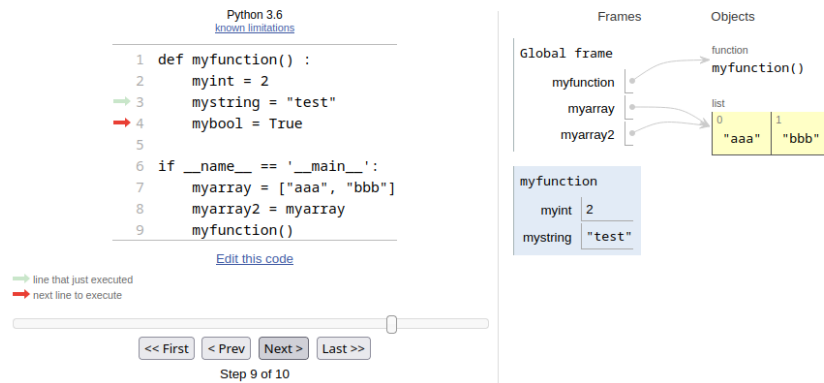 Python 3.6
known limitations
1 def myfunction() :
2     myint = 2
3     mystring = "test"
4     mybool = True
5
6 if __name__ == '__main__':
7     myarray = ["aaa", "bbb"]
8     myarray2 = myarray
9     myfunction()
Edit this code
line that just executed
next line to execute
<< First  < Prev  Next >  Last >>
Step 9 of 10
Frames
Objects
Global frame
myfunction
myarray
myarray2
function
myfunction()
list
0 1
"aaa" "bbb"
myfunction
myint 2
mystring "test"